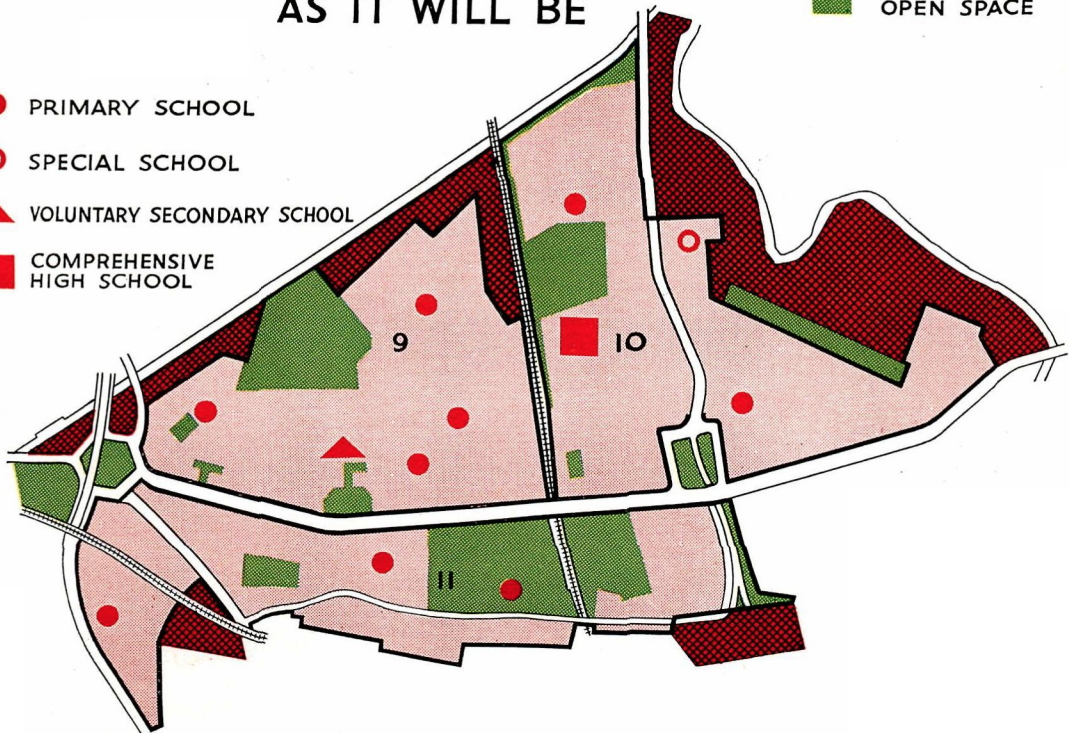 AS IT WILL BE
OPEN SPACE
PRIMARY SCHOOL
SPECIAL SCHOOL
VOLUNTARY SECONDARY SCHOOL
COMPREHENSIVE
HIGH SCHOOL
9
10
11